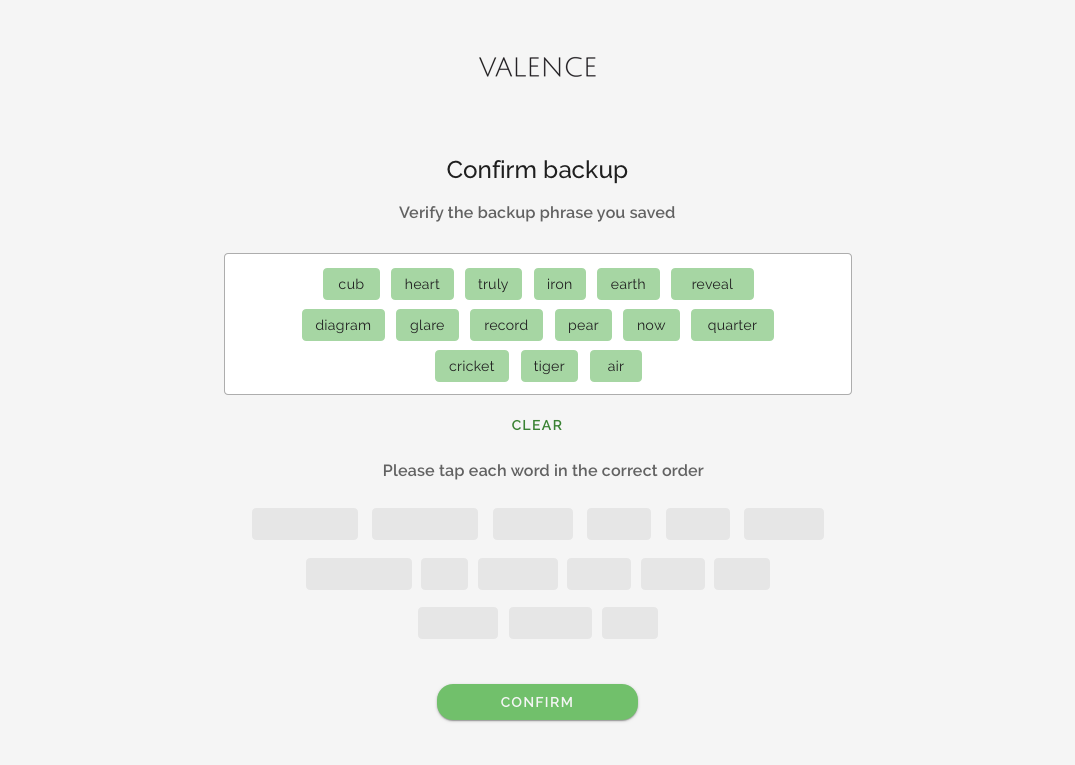 VALENCE
Confirm backup
Verify the backup phrase you saved
cub heart truly iron earth reveal
diagram glare record pear now quarter
cricket tiger air
CLEAR
Please tap each word in the correct order
CONFIRM